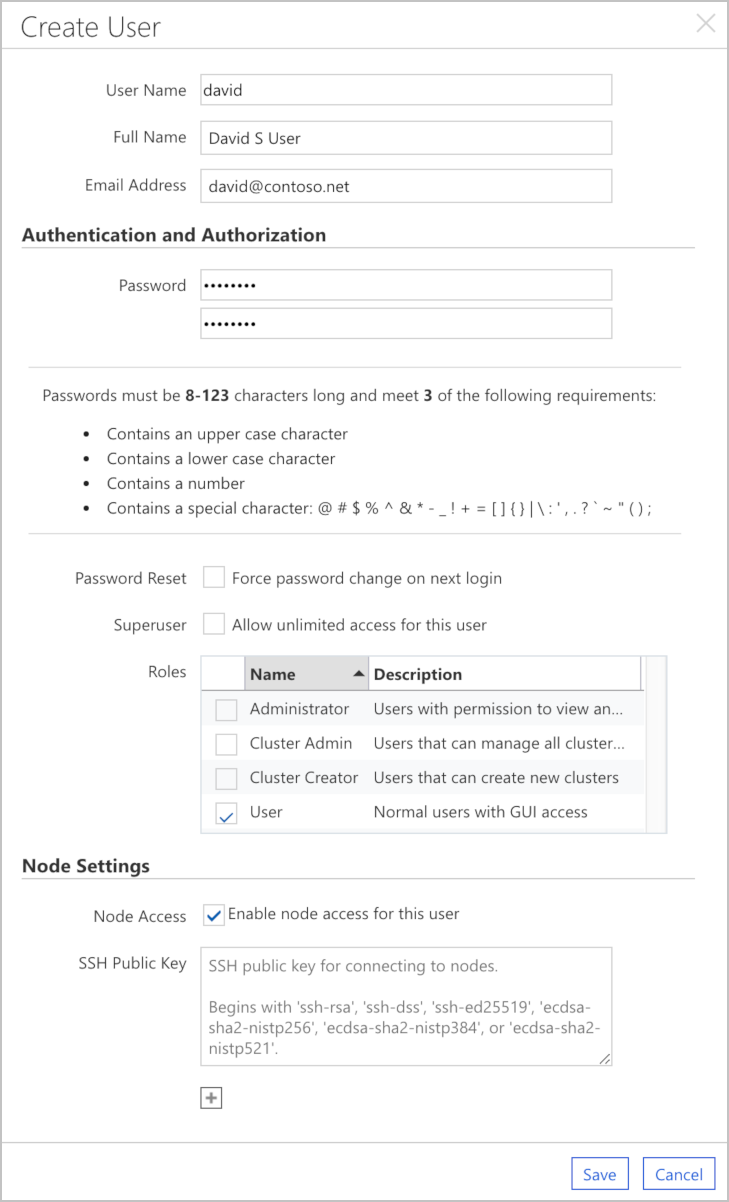 Create User
User Name david
Full Name David S User
Email Address david@contoso.net
Authentication and Authorization
Password ••••••••
••••••••
Passwords must be 8-123 characters long and meet 3 of the following requirements:
• Contains an upper case character
• Contains a lower case character
• Contains a number
• Contains a special character: @ # $ % ^ & * - _ ! + = [ ] { } | \ : ' , . ? ` ~ " ( ) ;
Password Reset Force password change on next login
Superuser Allow unlimited access for this user
Roles Name Description
Administrator Users with permission to view an...
Cluster Admin Users that can manage all cluster...
Cluster Creator Users that can create new clusters
User Normal users with GUI access
Node Settings
Node Access Enable node access for this user
SSH Public Key SSH public key for connecting to nodes.
Begins with 'ssh-rsa', 'ssh-dss', 'ssh-ed25519', 'ecdsa-
sha2-nistp256', 'ecdsa-sha2-nistp384', or 'ecdsa-sha2-
nistp521'.
Save Cancel